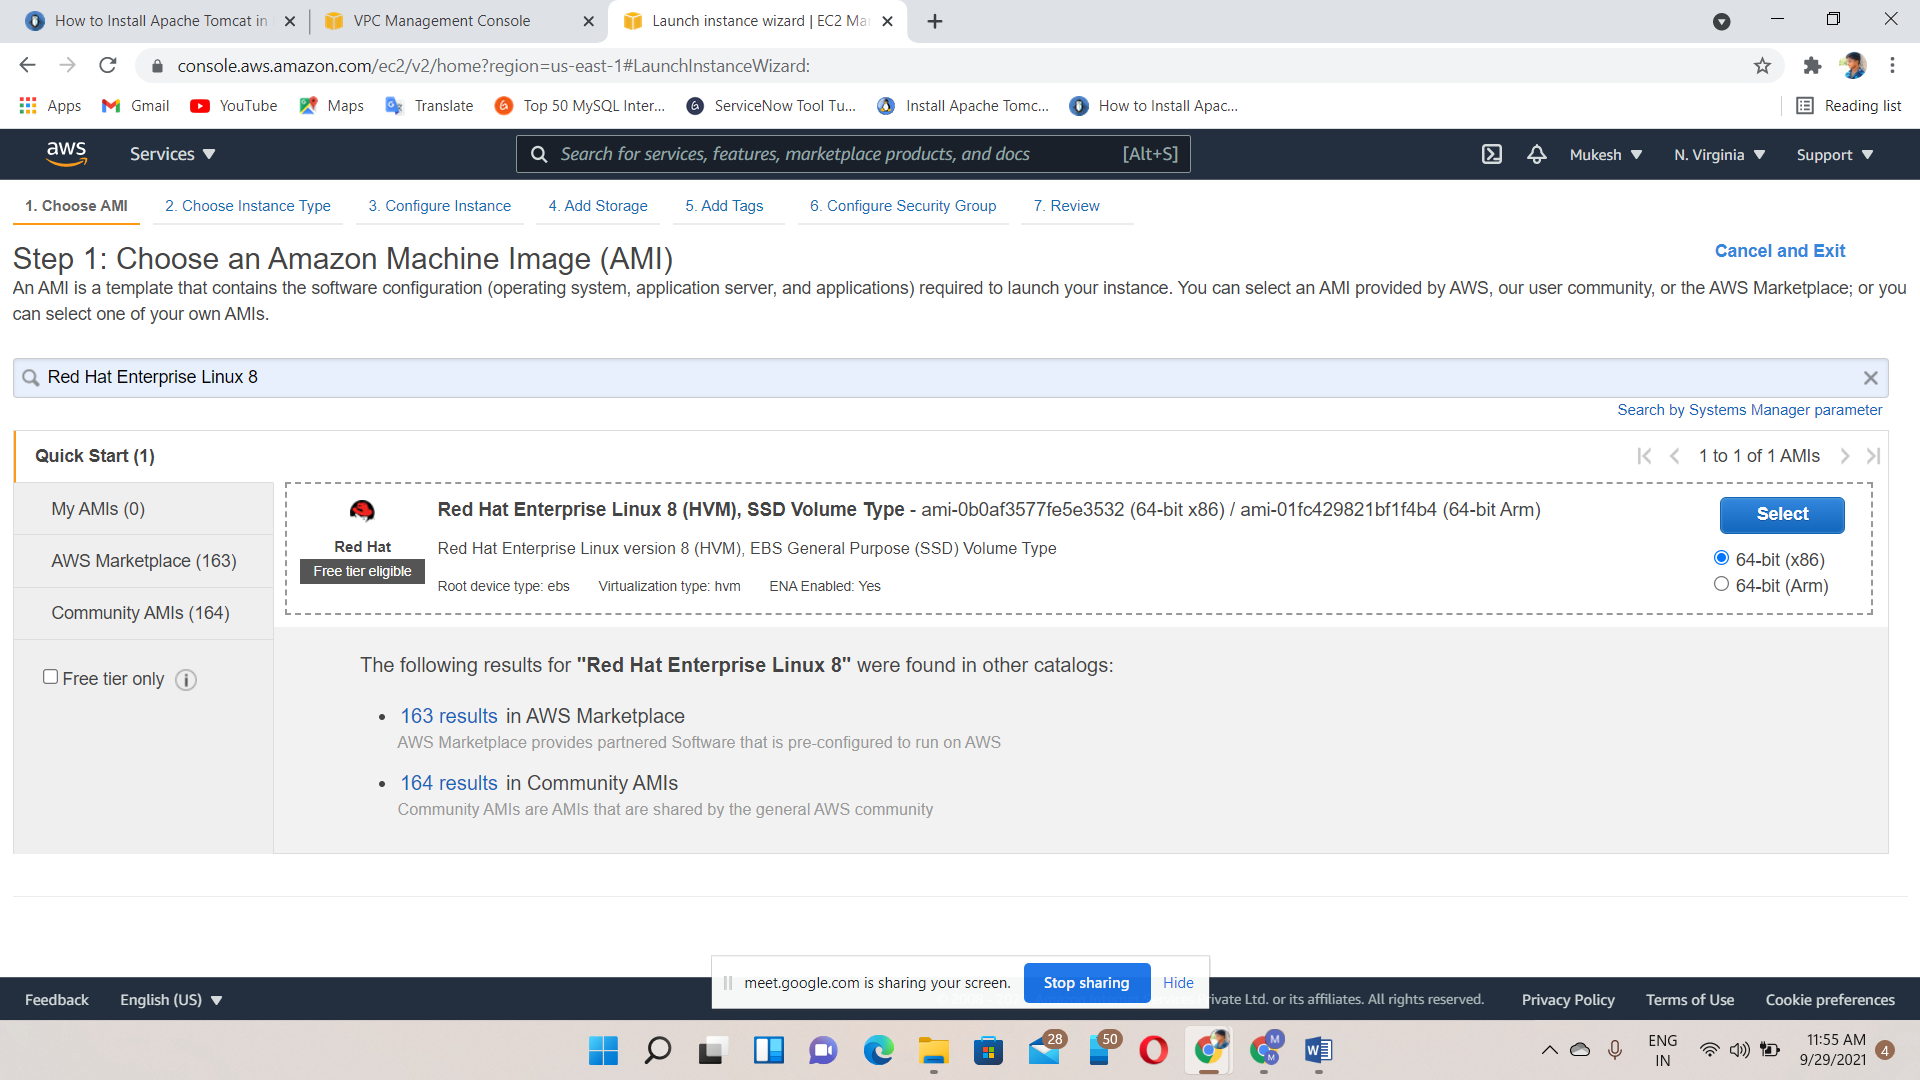 How to Install Apache Tomcat in
VPC Management Console
Launch instance wizard | EC2 Ma
console.aws.amazon.com/ec2/v2/home?region=us-east-1#LaunchInstanceWizard:
Apps
Gmail
YouTube
Maps
Translate
Top 50 MySQL Inter...
ServiceNow Tool Tu...
Install Apache Tomc...
How to Install Apac...
Reading list
aws
Services
Search for services, features, marketplace products, and docs
[Alt+S]
Mukesh
N. Virginia
Support
1. Choose AMI
2. Choose Instance Type
3. Configure Instance
4. Add Storage
5. Add Tags
6. Configure Security Group
7. Review
Step 1: Choose an Amazon Machine Image (AMI)
Cancel and Exit
An AMI is a template that contains the software configuration (operating system, application server, and applications) required to launch your instance. You can select an AMI provided by AWS, our user community, or the AWS Marketplace; or you
can select one of your own AMIs.
Red Hat Enterprise Linux 8
Search by Systems Manager parameter
Quick Start (1)
1 to 1 of 1 AMIs
My AMIs (0)
AWS Marketplace (163)
Community AMIs (164)
Free tier only
Red Hat
Free tier eligible
Red Hat Enterprise Linux 8 (HVM), SSD Volume Type - ami-0b0af3577fe5e3532 (64-bit x86) / ami-01fc429821bf1f4b4 (64-bit Arm)
Red Hat Enterprise Linux version 8 (HVM), EBS General Purpose (SSD) Volume Type
Root device type: ebs
Virtualization type: hvm
ENA Enabled: Yes
Select
64-bit (x86)
64-bit (Arm)
The following results for "Red Hat Enterprise Linux 8" were found in other catalogs:
163 results in AWS Marketplace
AWS Marketplace provides partnered Software that is pre-configured to run on AWS
164 results in Community AMIs
Community AMIs are AMIs that are shared by the general AWS community
meet.google.com is sharing your screen.
Stop sharing
Hide
Feedback
English (US)
ivate Ltd. or its affiliates. All rights reserved.
Privacy Policy
Terms of Use
Cookie preferences
28
50
M
M
ENG
IN
11:55 AM
9/29/2021
4